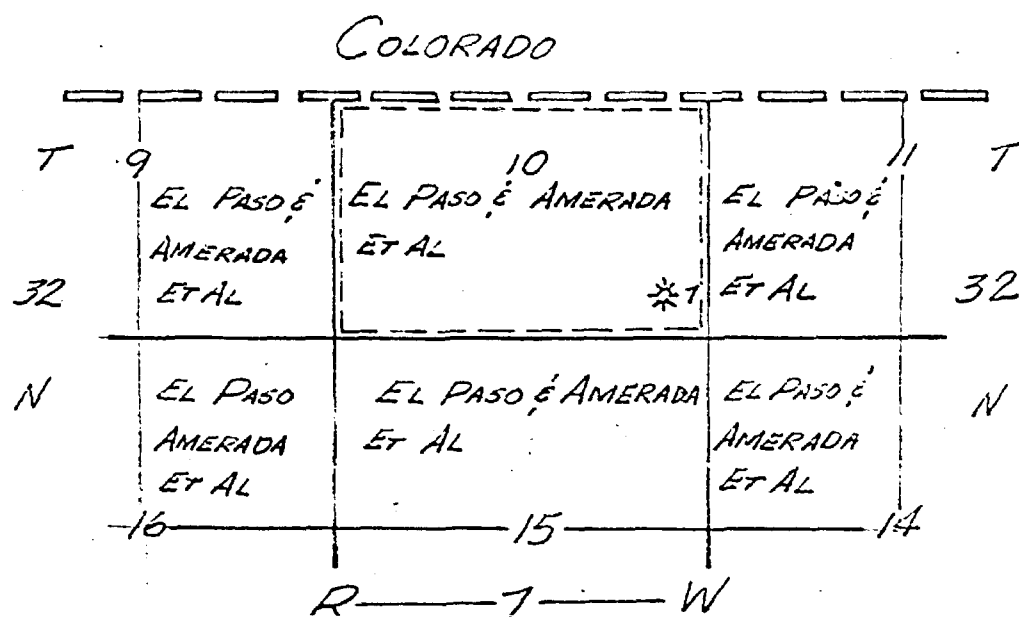 COLORADO
T 9 10 11 T
EL PASO & EL PASO & AMERADA EL PASO &
AMERADA ET AL AMERADA
32 ET AL 1 ET AL 32
N EL PASO EL PASO & AMERADA EL PASO & N
AMERADA ET AL AMERADA
ET AL ET AL
16 15 14
R 7 W